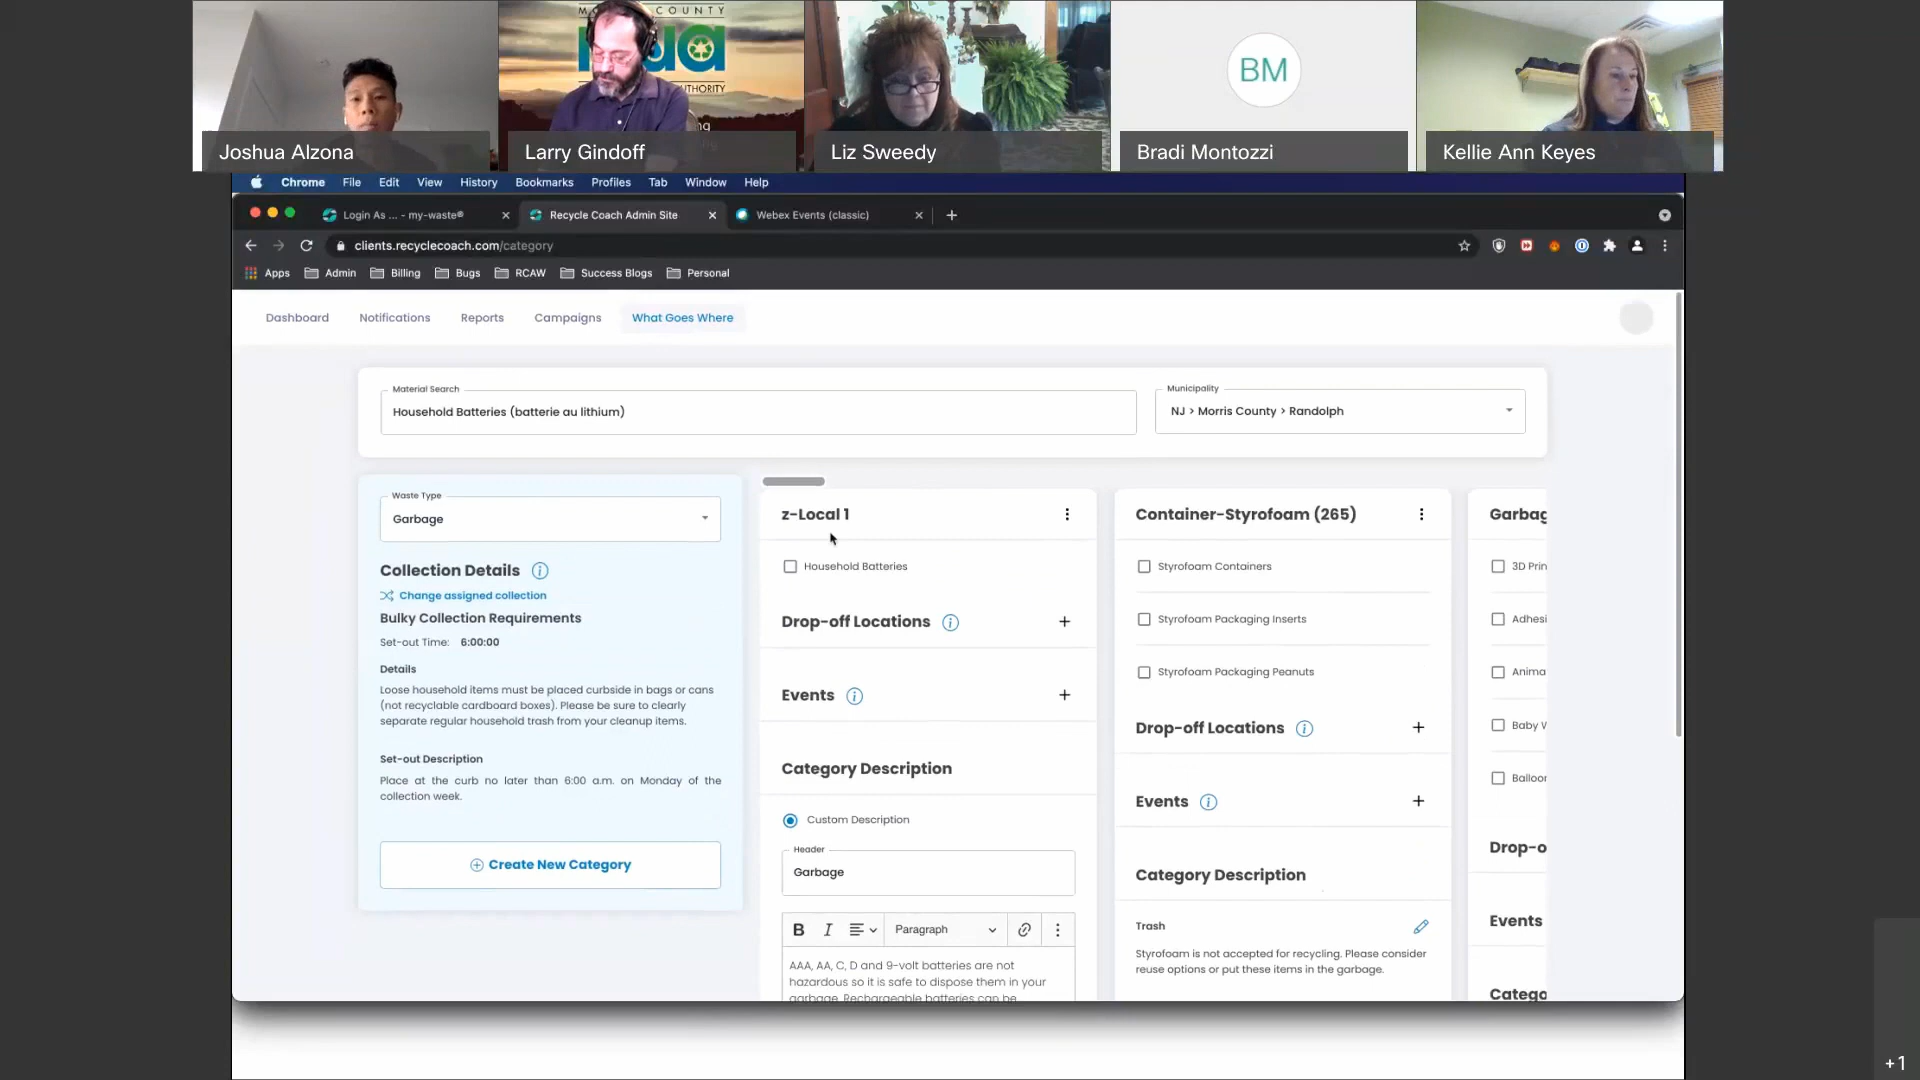 COUNTY
AUTHORITY
BM
Joshua Alzona
Larry Gindoff
Liz Sweedy
Bradi Montozzi
Kellie Ann Keyes
Chrome File Edit View History Bookmarks Profiles Tab Window Help
Login As ... - my-waste®
Recycle Coach Admin Site
Webex Events (classic)
clients.recyclecoach.com/category
Apps Admin Billing Bugs RCAW Success Blogs Personal
Dashboard Notifications Reports Campaigns What Goes Where
Material Search
Household Batteries (batterie au lithium)
Municipality
NJ > Morris County > Randolph
Waste Type
Garbage
Collection Details
Change assigned collection
Bulky Collection Requirements
Set-out Time: 6:00:00
Details
Loose household items must be placed curbside in bags or cans
(not recyclable cardboard boxes). Please be sure to clearly
separate regular household trash from your cleanup items.
Set-out Description
Place at the curb no later than 6:00 a.m. on Monday of the
collection week.
Create New Category
z-Local 1
Household Batteries
Drop-off Locations
Events
Category Description
Custom Description
Header
Garbage
B I Paragraph
AAA, AA, C, D and 9-volt batteries are not
hazardous so it is safe to dispose them in your
garbage. Rechargeable batteries can be
Container-Styrofoam (265)
Styrofoam Containers
Styrofoam Packaging Inserts
Styrofoam Packaging Peanuts
Drop-off Locations
Events
Category Description
Trash
Styrofoam is not accepted for recycling. Please consider
reuse options or put these items in the garbage.
Garbag
3D Prin
Adhesi
Anima
Baby W
Balloon
Drop-o
Events
Catego
+1